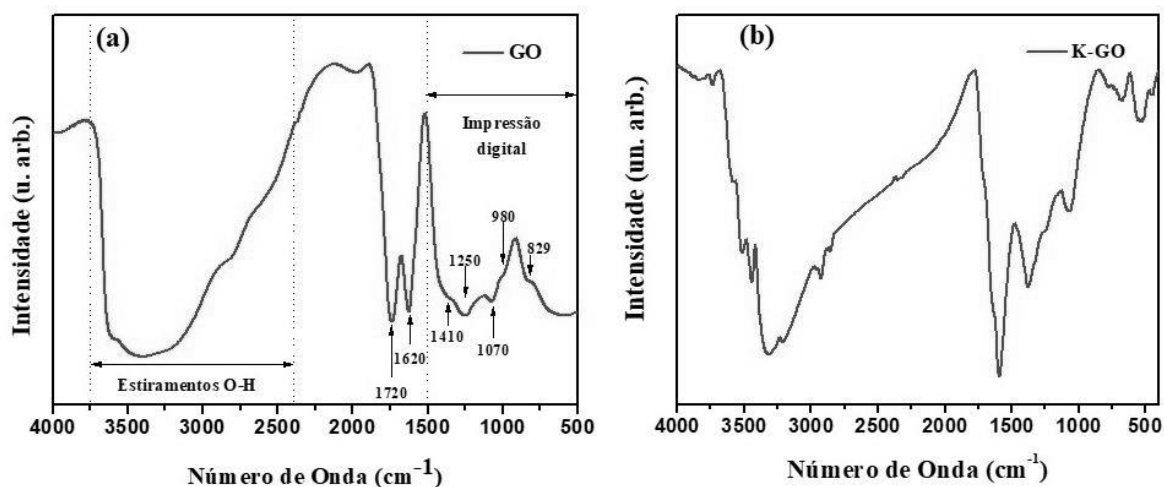 (a)
GO
Impressão
digital
980
1250
829
1410
1070
1620
1720
Estiramentos O-H
Intensidade (u. arb.)
4000 3500 3000 2500 2000 1500 1000 500
Número de Onda (cm⁻¹)
(b)
K-GO
Intensidade (un. arb.)
4000 3500 3000 2500 2000 1500 1000 500
Número de Onda (cm⁻¹)